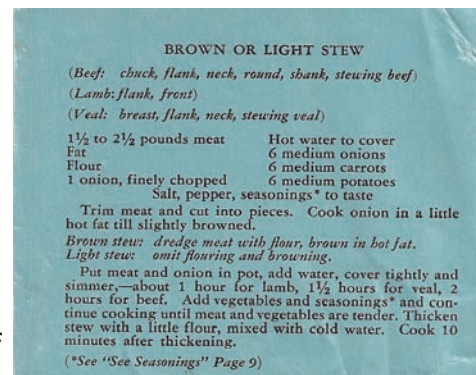 BROWN OR LIGHT STEW
(Beef: chuck, flank, neck, round, shank, stewing beef)
(Lamb: flank, front)
(Veal: breast, flank, neck, stewing veal)
1½ to 2½ pounds meat Hot water to cover
Fat 6 medium onions
Flour 6 medium carrots
1 onion, finely chopped 6 medium potatoes
Salt, pepper, seasonings* to taste
Trim meat and cut into pieces. Cook onion in a little
hot fat till slightly browned.
Brown stew: dredge meat with flour, brown in hot fat.
Light stew: omit flouring and browning.
Put meat and onion in pot, add water, cover tightly and
simmer,—about 1 hour for lamb, 1½ hours for veal, 2
hours for beef. Add vegetables and seasonings* and con-
tinue cooking until meat and vegetables are tender. Thicken
stew with a little flour, mixed with cold water. Cook 10
minutes after thickening.
(*See "See Seasonings" Page 9)